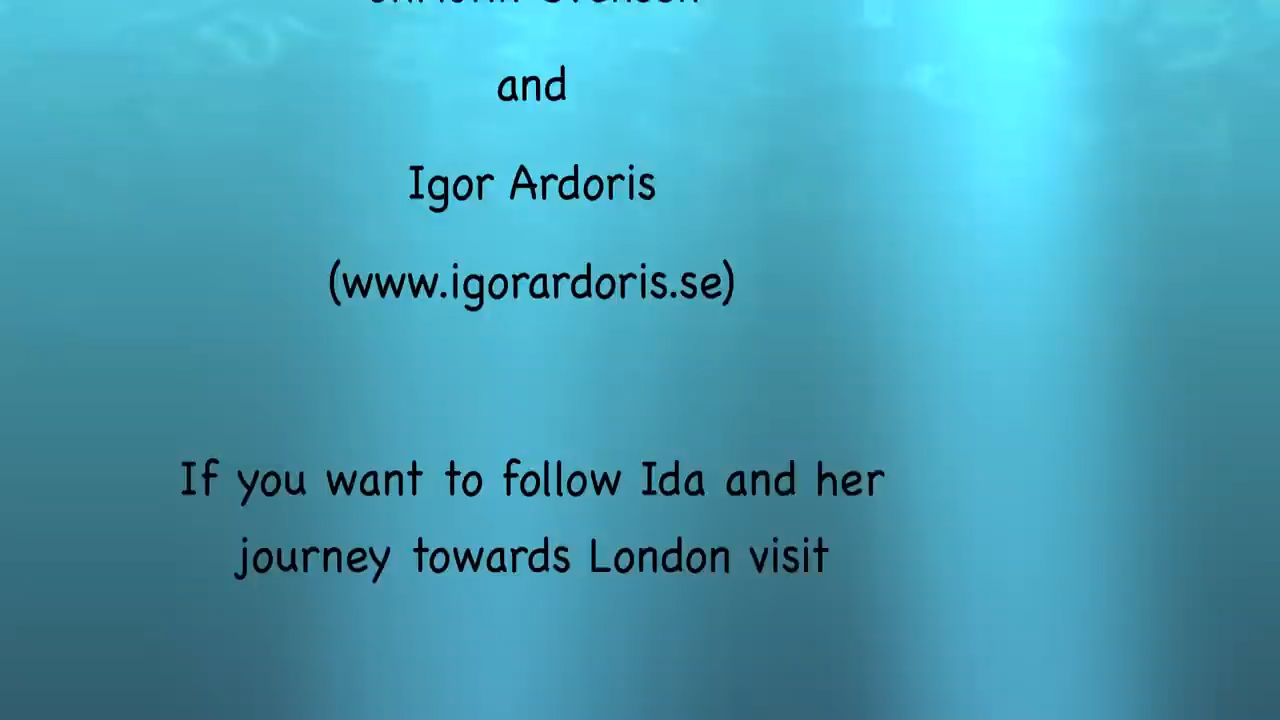 and
Igor Ardoris
(www.igorardoris.se)
If you want to follow Ida and her
journey towards London visit